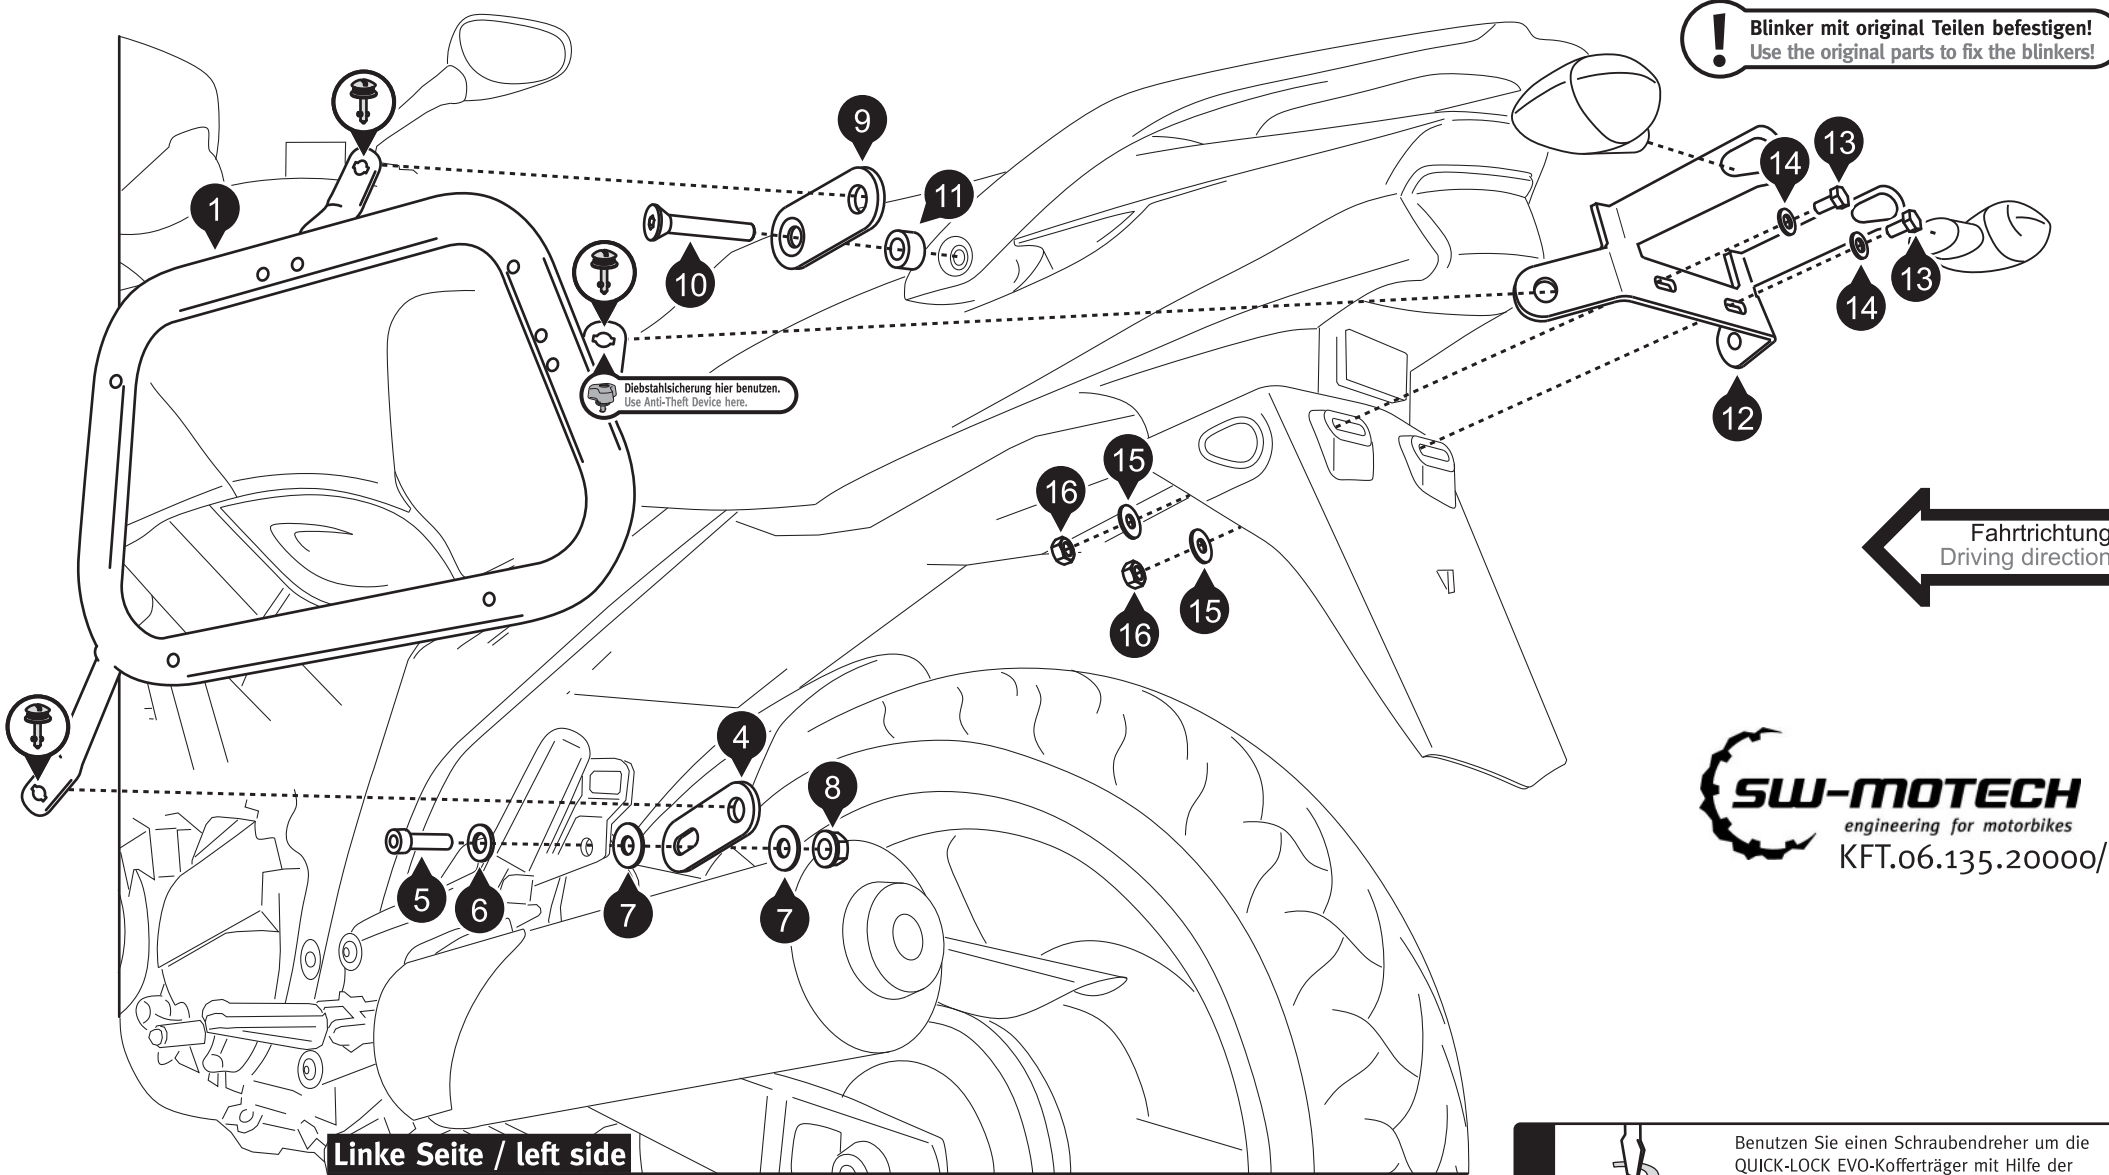 Blinker mit original Teilen befestigen!
Use the original parts to fix the blinkers!
9
13
14
1
11
10
13
14
Diebstahlsicherung hier benutzen.
Use Anti-Theft Device here.
12
15
16
Fahrtrichtung
Driving direction
15
16
4
8
SW-MOTECH
engineering for motorbikes
KFT.06.135.20000/
5
6
7
7
Linke Seite / left side
Benutzen Sie einen Schraubendreher um die
QUICK-LOCK EVO-Kofferträger mit Hilfe der